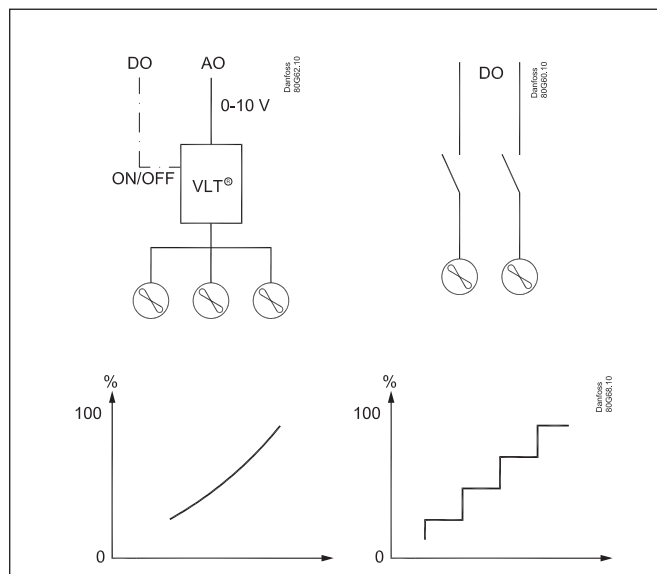 DO
AO
Danfoss
80G62.10
0-10 V
ON/OFF
VLT®
DO
Danfoss
80G60.10
%
100
0
%
100
0
Danfoss
80G68.10